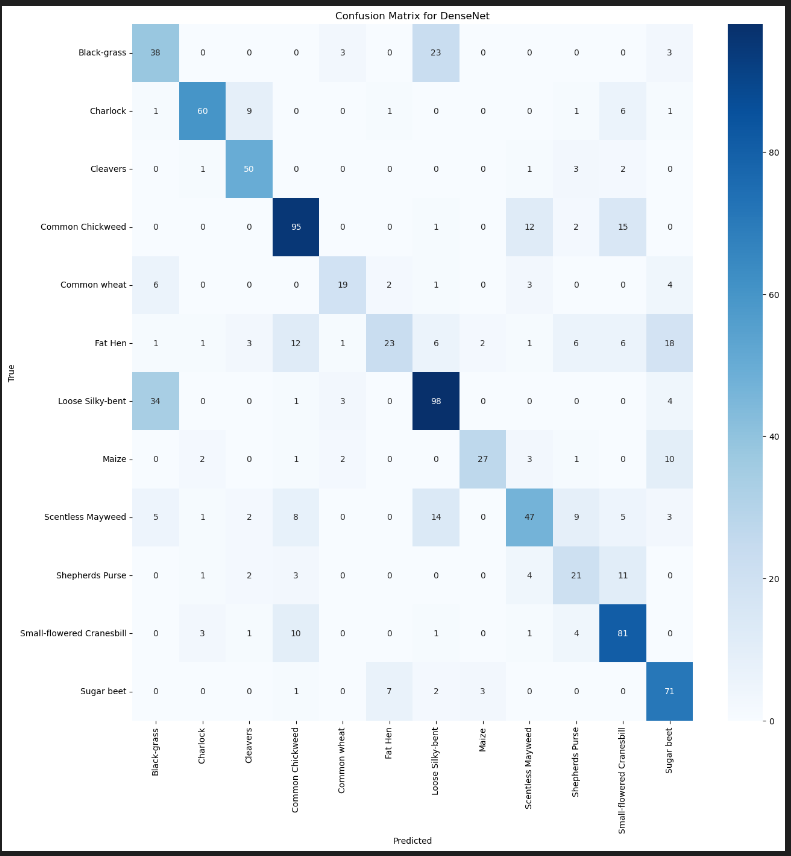 Confusion Matrix for DenseNet
Black-grass 38 0 0 0 3 0 23 0 0 0 0 3
Charlock 1 60 9 0 0 1 0 0 0 1 6 1
80
Cleavers 0 1 50 0 0 0 0 0 1 3 2 0
Common Chickweed 0 0 0 95 0 0 1 0 12 2 15 0
Common wheat 6 0 0 0 19 2 1 0 3 0 0 4
60
Fat Hen 1 1 3 12 1 23 6 2 1 6 6 18
True
Loose Silky-bent 34 0 0 1 3 0 98 0 0 0 0 4
40
Maize 0 2 0 1 2 0 0 27 3 1 0 10
Scentless Mayweed 5 1 2 8 0 0 14 0 47 9 5 3
Shepherds Purse 0 1 2 3 0 0 0 0 4 21 11 0
20
Small-flowered Cranesbill 0 3 1 10 0 0 1 0 1 4 81 0
Sugar beet 0 0 0 1 0 7 2 3 0 0 0 71
0
Black-grass
Charlock
Cleavers
Common Chickweed
Common wheat
Fat Hen
Loose Silky-bent
Maize
Scentless Mayweed
Shepherds Purse
Small-flowered Cranesbill
Sugar beet
Predicted